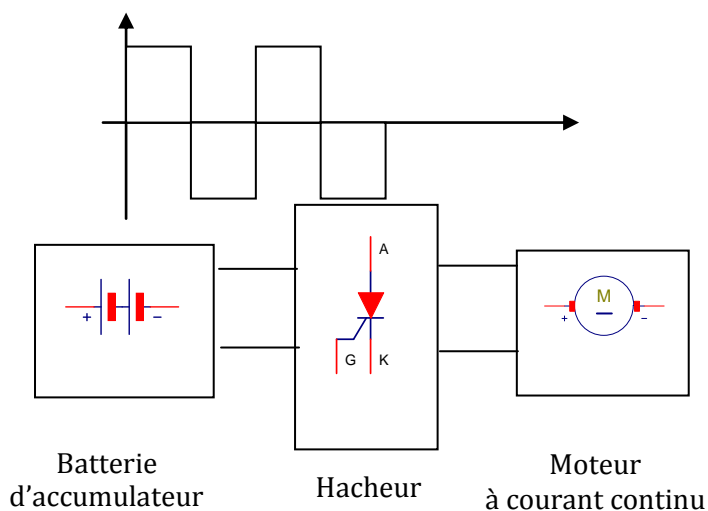 A
G
K
+
−
M
+
−
Batterie
d’accumulateur
Hacheur
Moteur
à courant continu